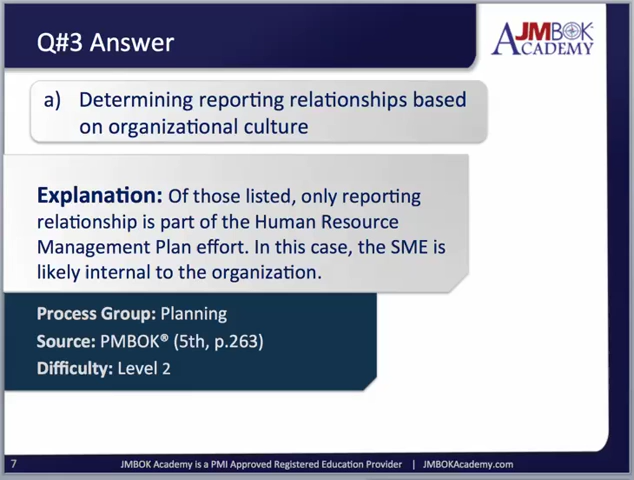 Q#3 Answer
JMBOK
ACADEMY
a) Determining reporting relationships based
on organizational culture
Explanation: Of those listed, only reporting
relationship is part of the Human Resource
Management Plan effort. In this case, the SME is
likely internal to the organization.
Process Group: Planning
Source: PMBOK® (5th, p.263)
Difficulty: Level 2
7 JMBOK Academy is a PMI Approved Registered Education Provider | JMBOKAcademy.com